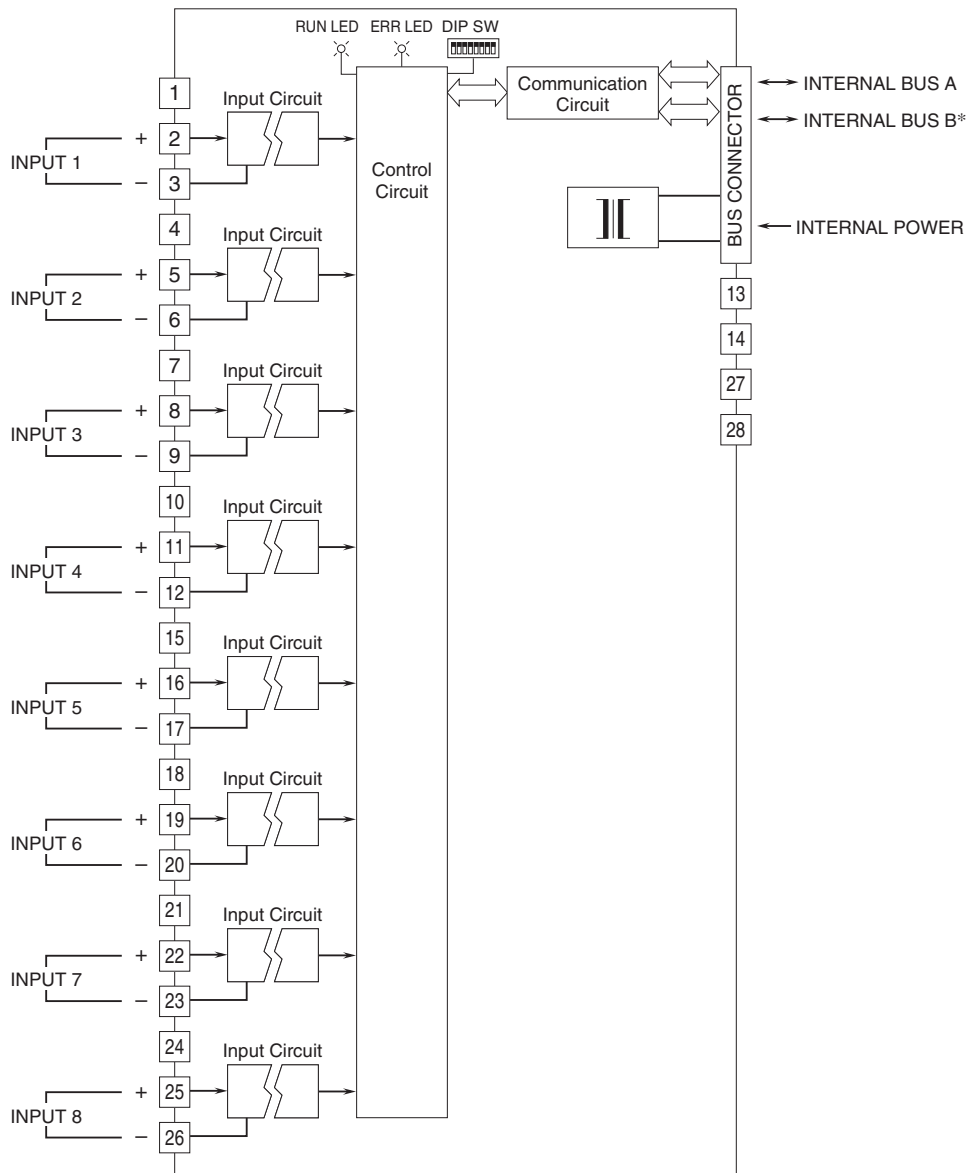 RUN LED ERR LED DIP SW
1
Input Circuit
INPUT 1
+ 2
− 3
4
Input Circuit
INPUT 2
+ 5
− 6
7
Input Circuit
INPUT 3
+ 8
− 9
10
Input Circuit
INPUT 4
+ 11
− 12
15
Input Circuit
INPUT 5
+ 16
− 17
18
Input Circuit
INPUT 6
+ 19
− 20
21
Input Circuit
INPUT 7
+ 22
− 23
24
Input Circuit
INPUT 8
+ 25
− 26
Control
Circuit
Communication
Circuit
BUS CONNECTOR
INTERNAL BUS A
INTERNAL BUS B*
INTERNAL POWER
13
14
27
28